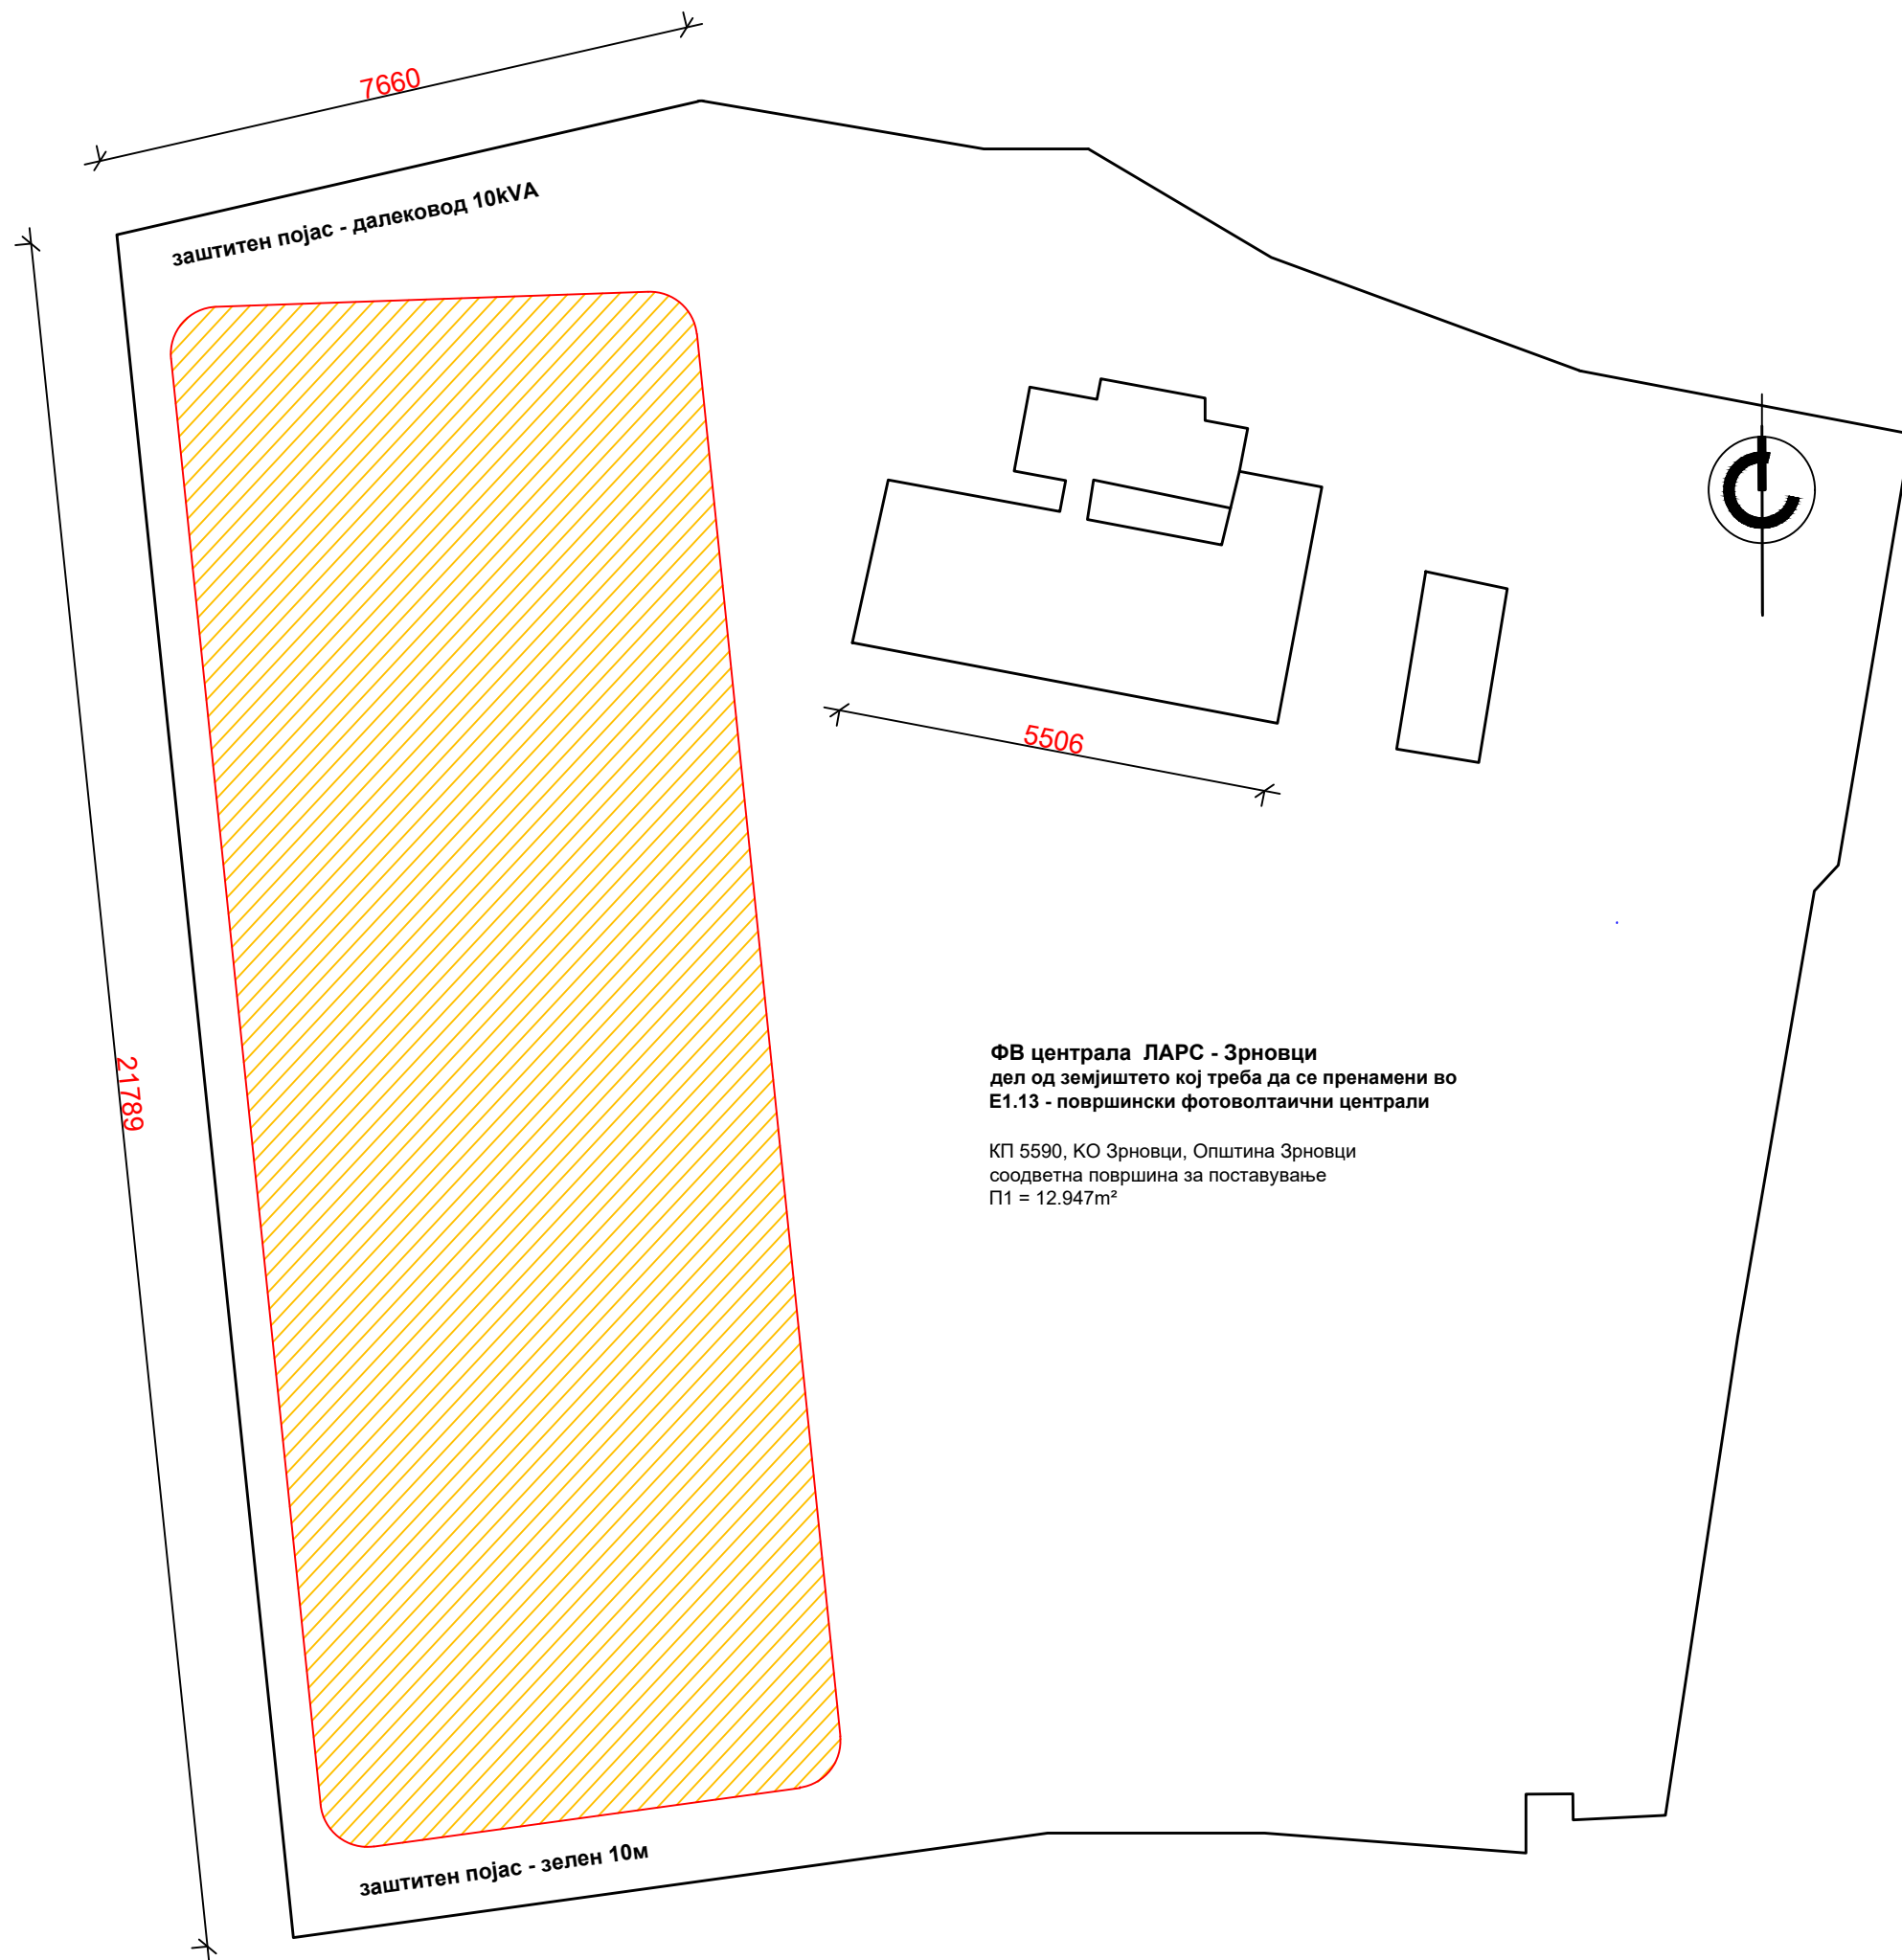 7660
заштитен појас - далековод 10kVA
5506
21789
ФВ централа ЛАРС - Зрновци
дел од земјиштето кој треба да се пренамени во
Е1.13 - површински фотоволтаични централи
КП 5590, КО Зрновци, Општина Зрновци
соодветна површина за поставување
П1 = 12.947m²
заштитен појас - зелен 10м